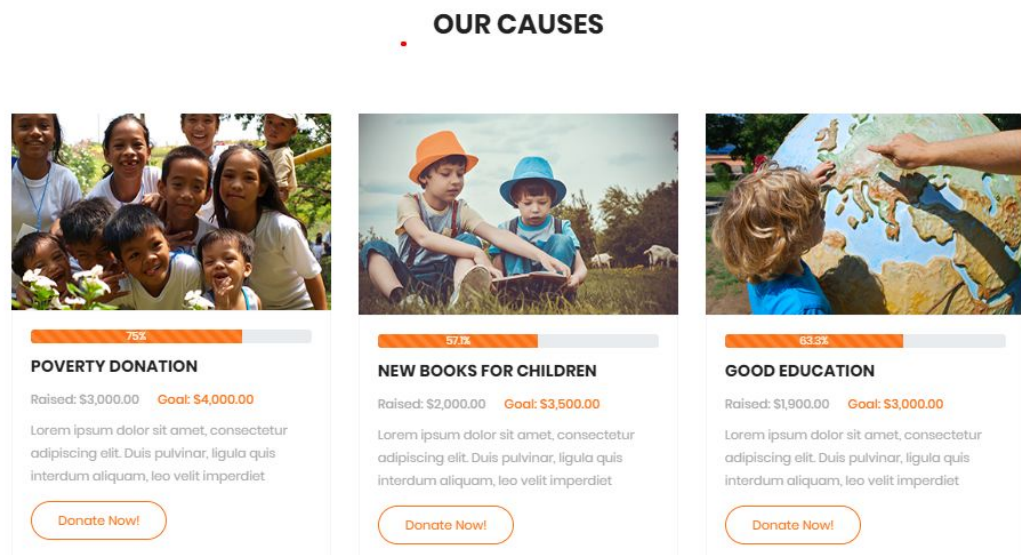 OUR CAUSES
75%
POVERTY DONATION
Raised: $3,000.00 Goal: $4,000.00
Lorem ipsum dolor sit amet, consectetur
adipiscing elit. Duis pulvinar, ligula quis
interdum aliquam, leo velit imperdiet
Donate Now!
57.1%
NEW BOOKS FOR CHILDREN
Raised: $2,000.00 Goal: $3,500.00
Lorem ipsum dolor sit amet, consectetur
adipiscing elit. Duis pulvinar, ligula quis
interdum aliquam, leo velit imperdiet
Donate Now!
63.3%
GOOD EDUCATION
Raised: $1,900.00 Goal: $3,000.00
Lorem ipsum dolor sit amet, consectetur
adipiscing elit. Duis pulvinar, ligula quis
interdum aliquam, leo velit imperdiet
Donate Now!